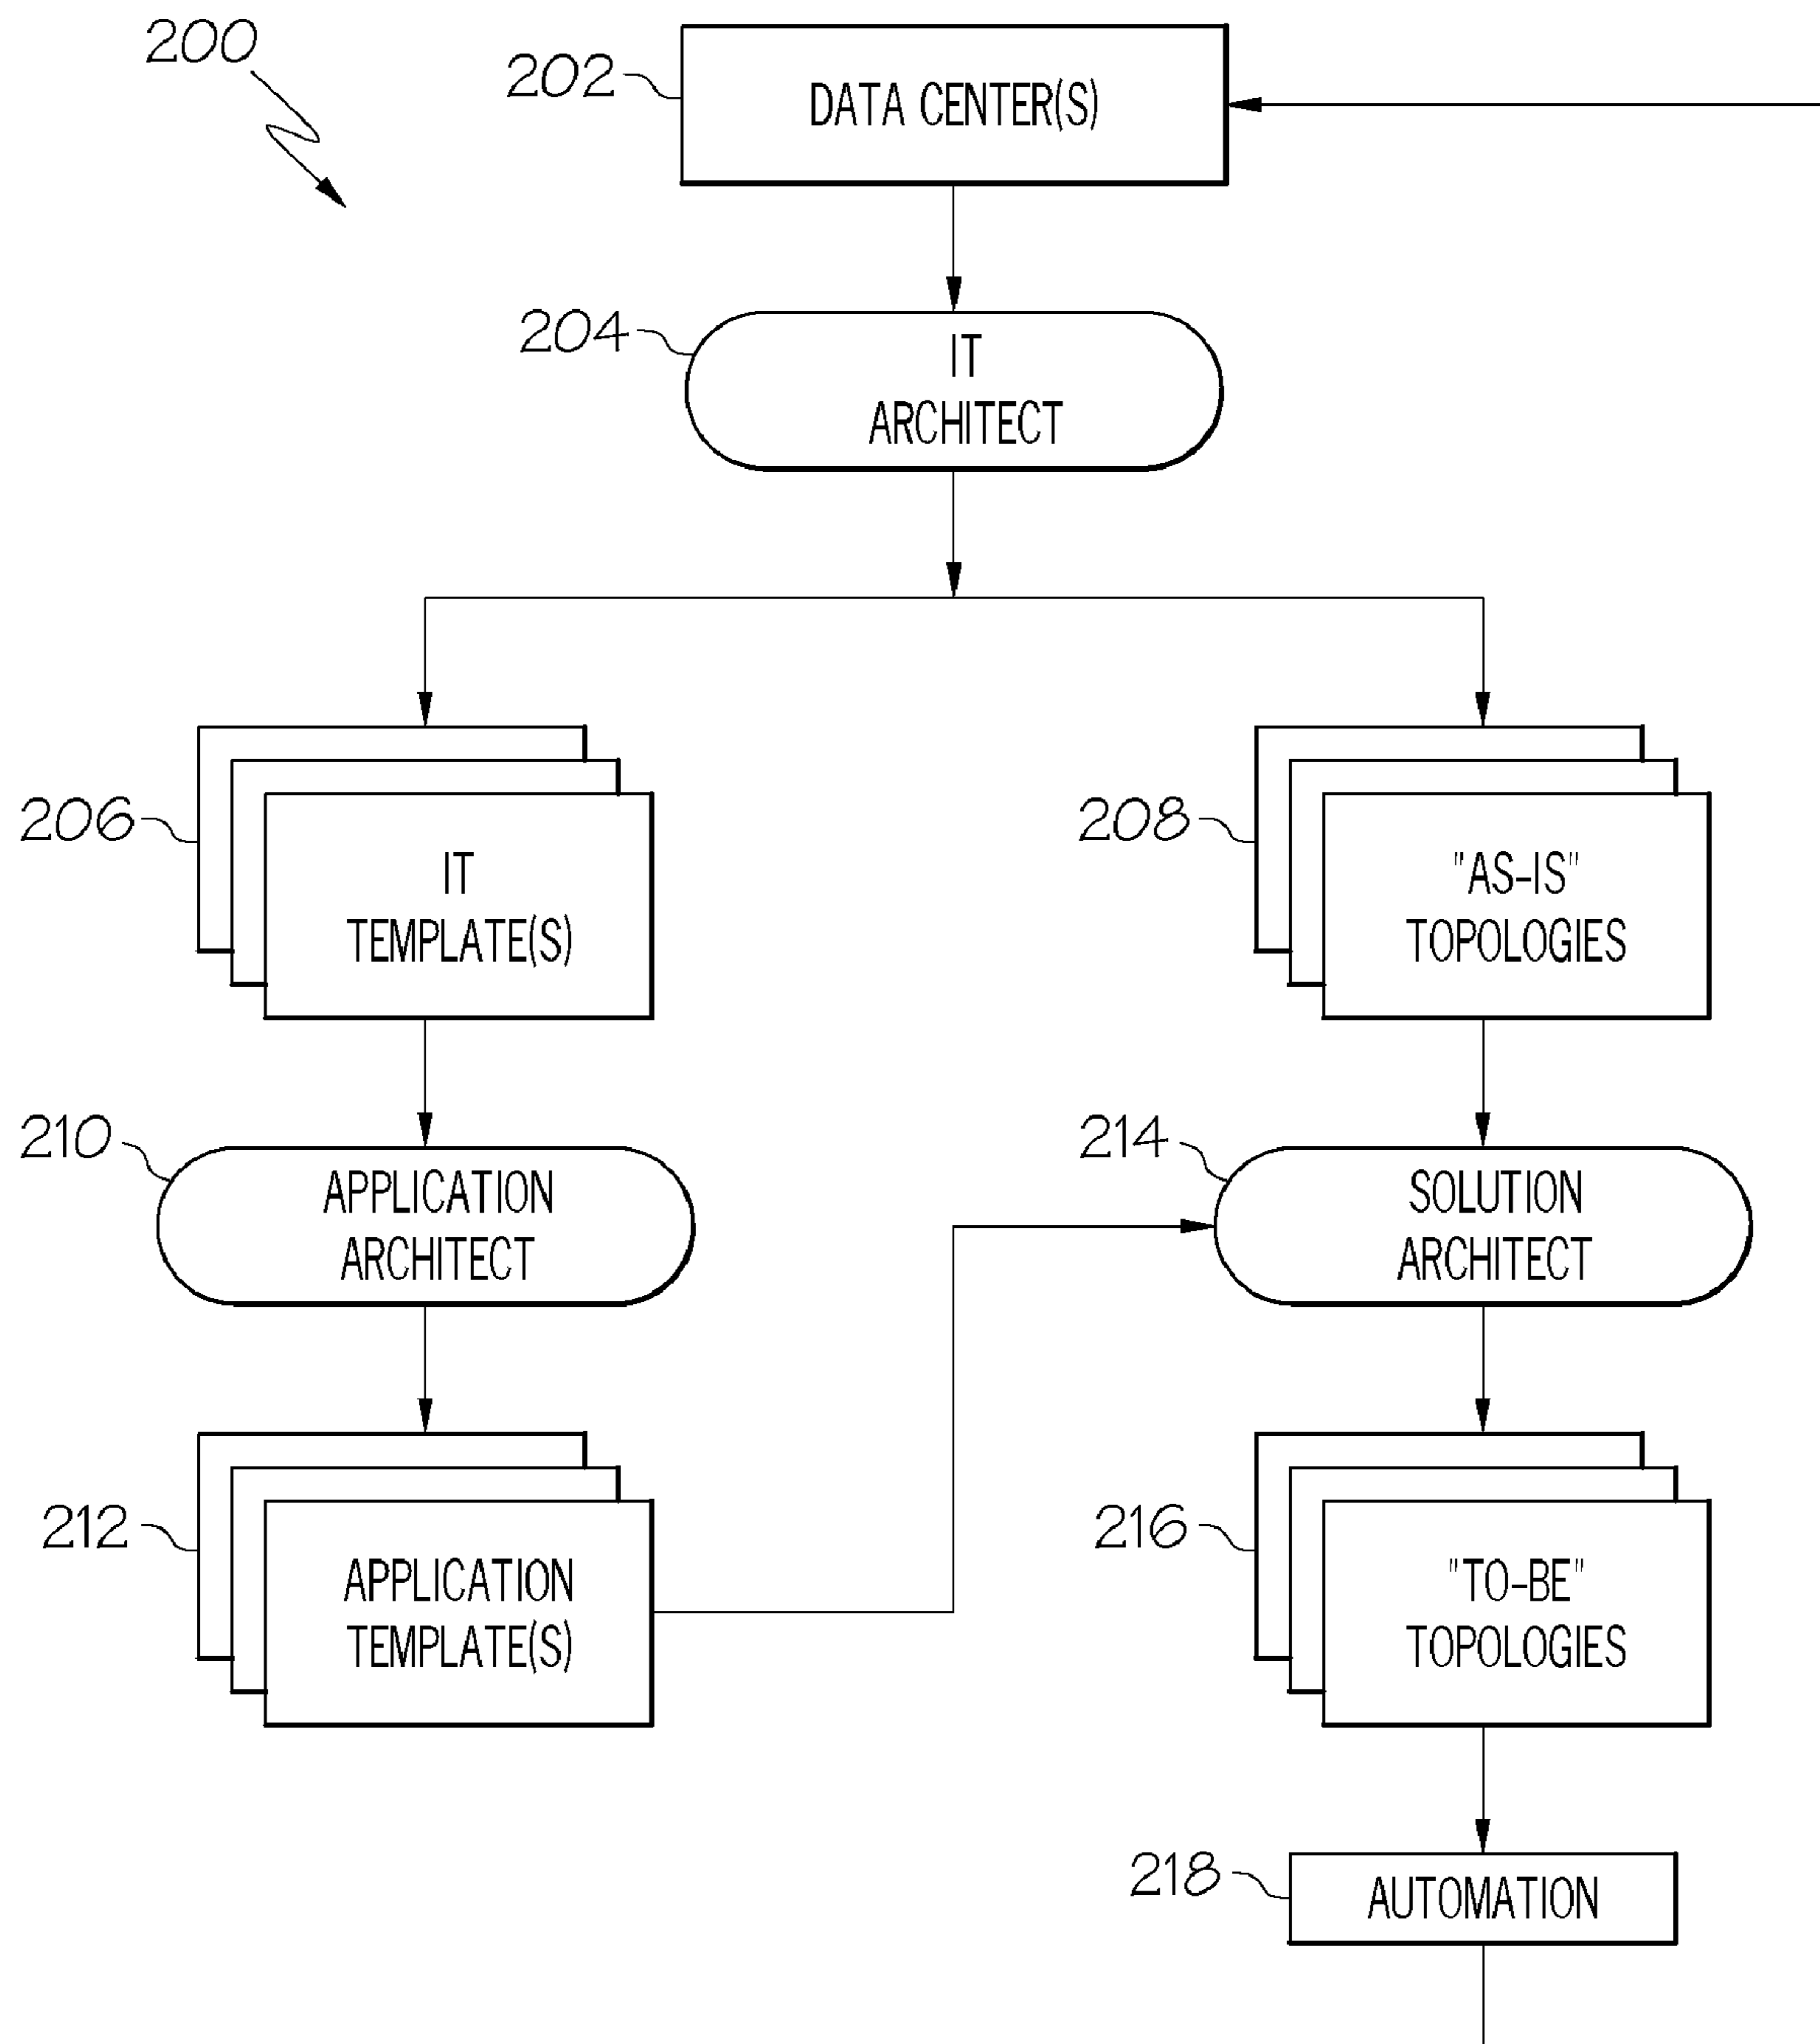 200
202
DATA CENTER(S)
204
IT
ARCHITECT
206
IT
TEMPLATE(S)
208
"AS-IS"
TOPOLOGIES
210
APPLICATION
ARCHITECT
214
SOLUTION
ARCHITECT
212
APPLICATION
TEMPLATE(S)
216
"TO-BE"
TOPOLOGIES
218
AUTOMATION